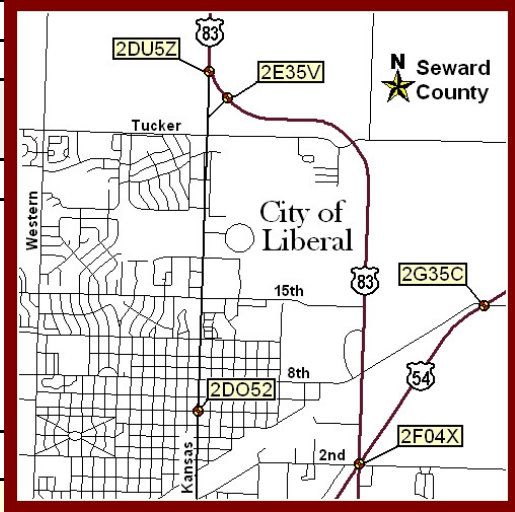 83
2DU5Z
2E35V
N
Seward
County
Tucker
Western
City of
Liberal
83
2G35C
15th
8th
54
2DO52
2F04X
2nd
Kansas